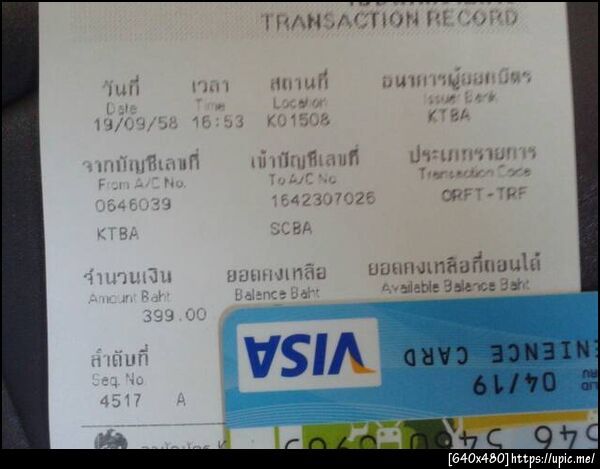 TRANSACTION RECORD
วันที่ เวลา สถานที่ ธนาคารผู้ออกบัตร
Date Time Location Issuer Bank
19/09/58 16:53 K01508 KTBA
จากบัญชีเลขที่ เข้าบัญชีเลขที่ ประเภทรายการ
From A/C No. To A/C No. Transaction Code
0646039 1642307026 ORFT-TRF
KTBA SCBA
จำนวนเงิน ยอดคงเหลือ ยอดคงเหลือที่ถอนได้
Amount Baht Balance Baht Available Balance Baht
399.00
ลำดับที่
Seq. No.
4517 A
VISA
ENIENCE CARD
04/19
[640x480]https://upic.me/